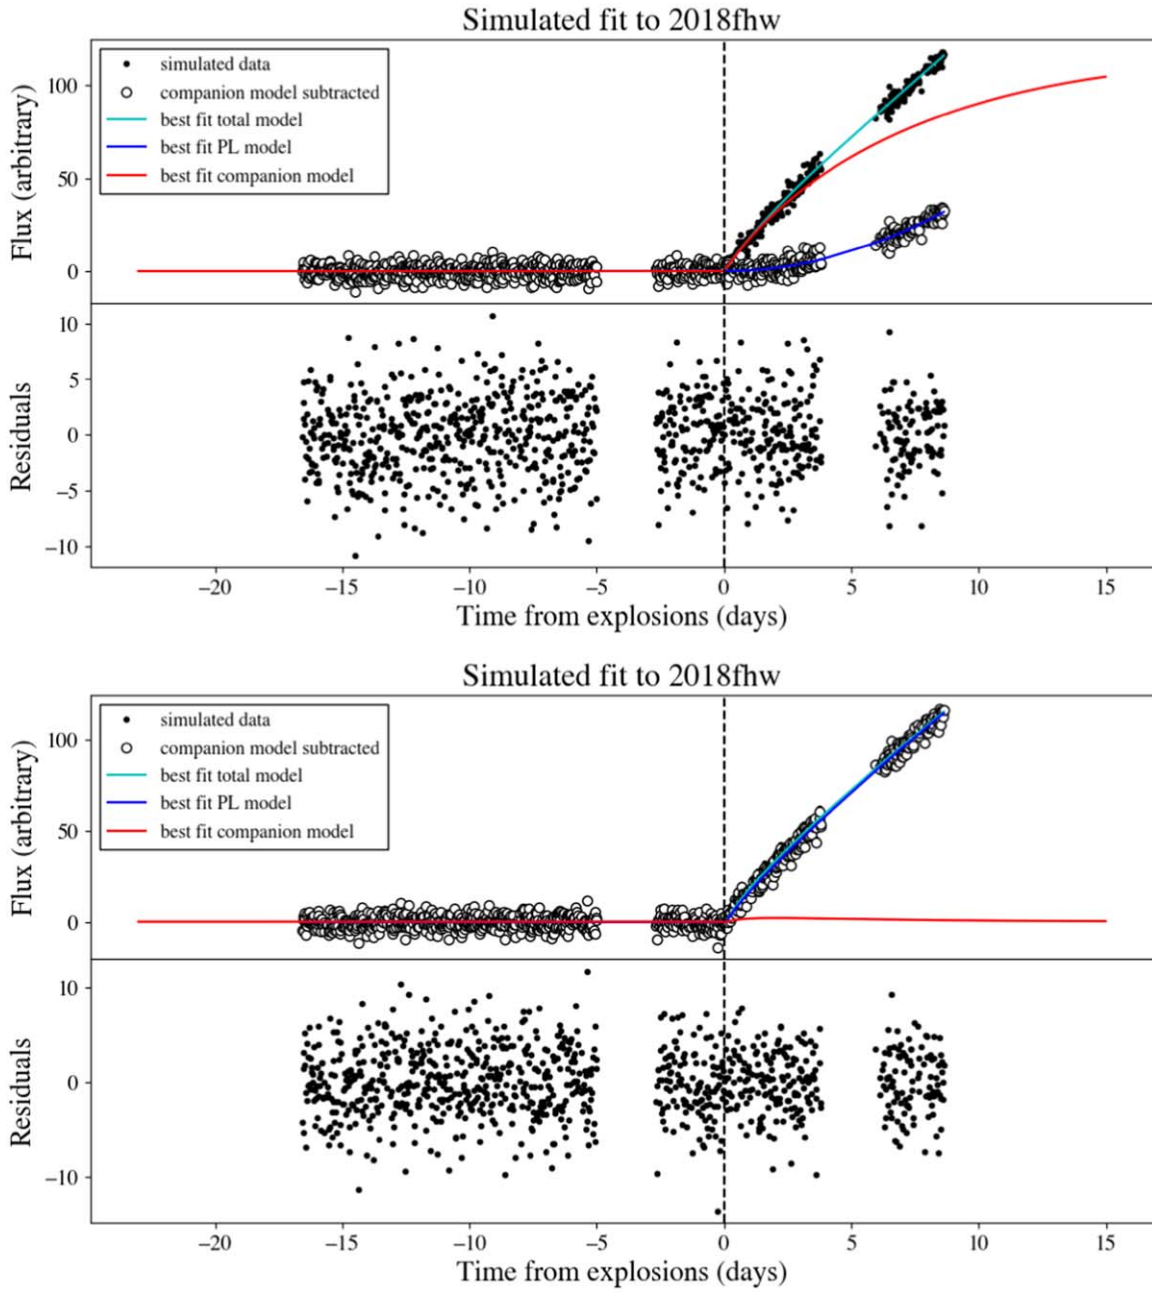 Simulated fit to 2018fhw
simulated data
companion model subtracted
best fit total model
best fit PL model
best fit companion model
Flux (arbitrary)
100
50
0
Residuals
10
5
0
−5
−10
−20 −15 −10 −5 0 5 10 15
Time from explosions (days)
Simulated fit to 2018fhw
simulated data
companion model subtracted
best fit total model
best fit PL model
best fit companion model
Flux (arbitrary)
100
50
0
Residuals
10
0
−10
−20 −15 −10 −5 0 5 10 15
Time from explosions (days)